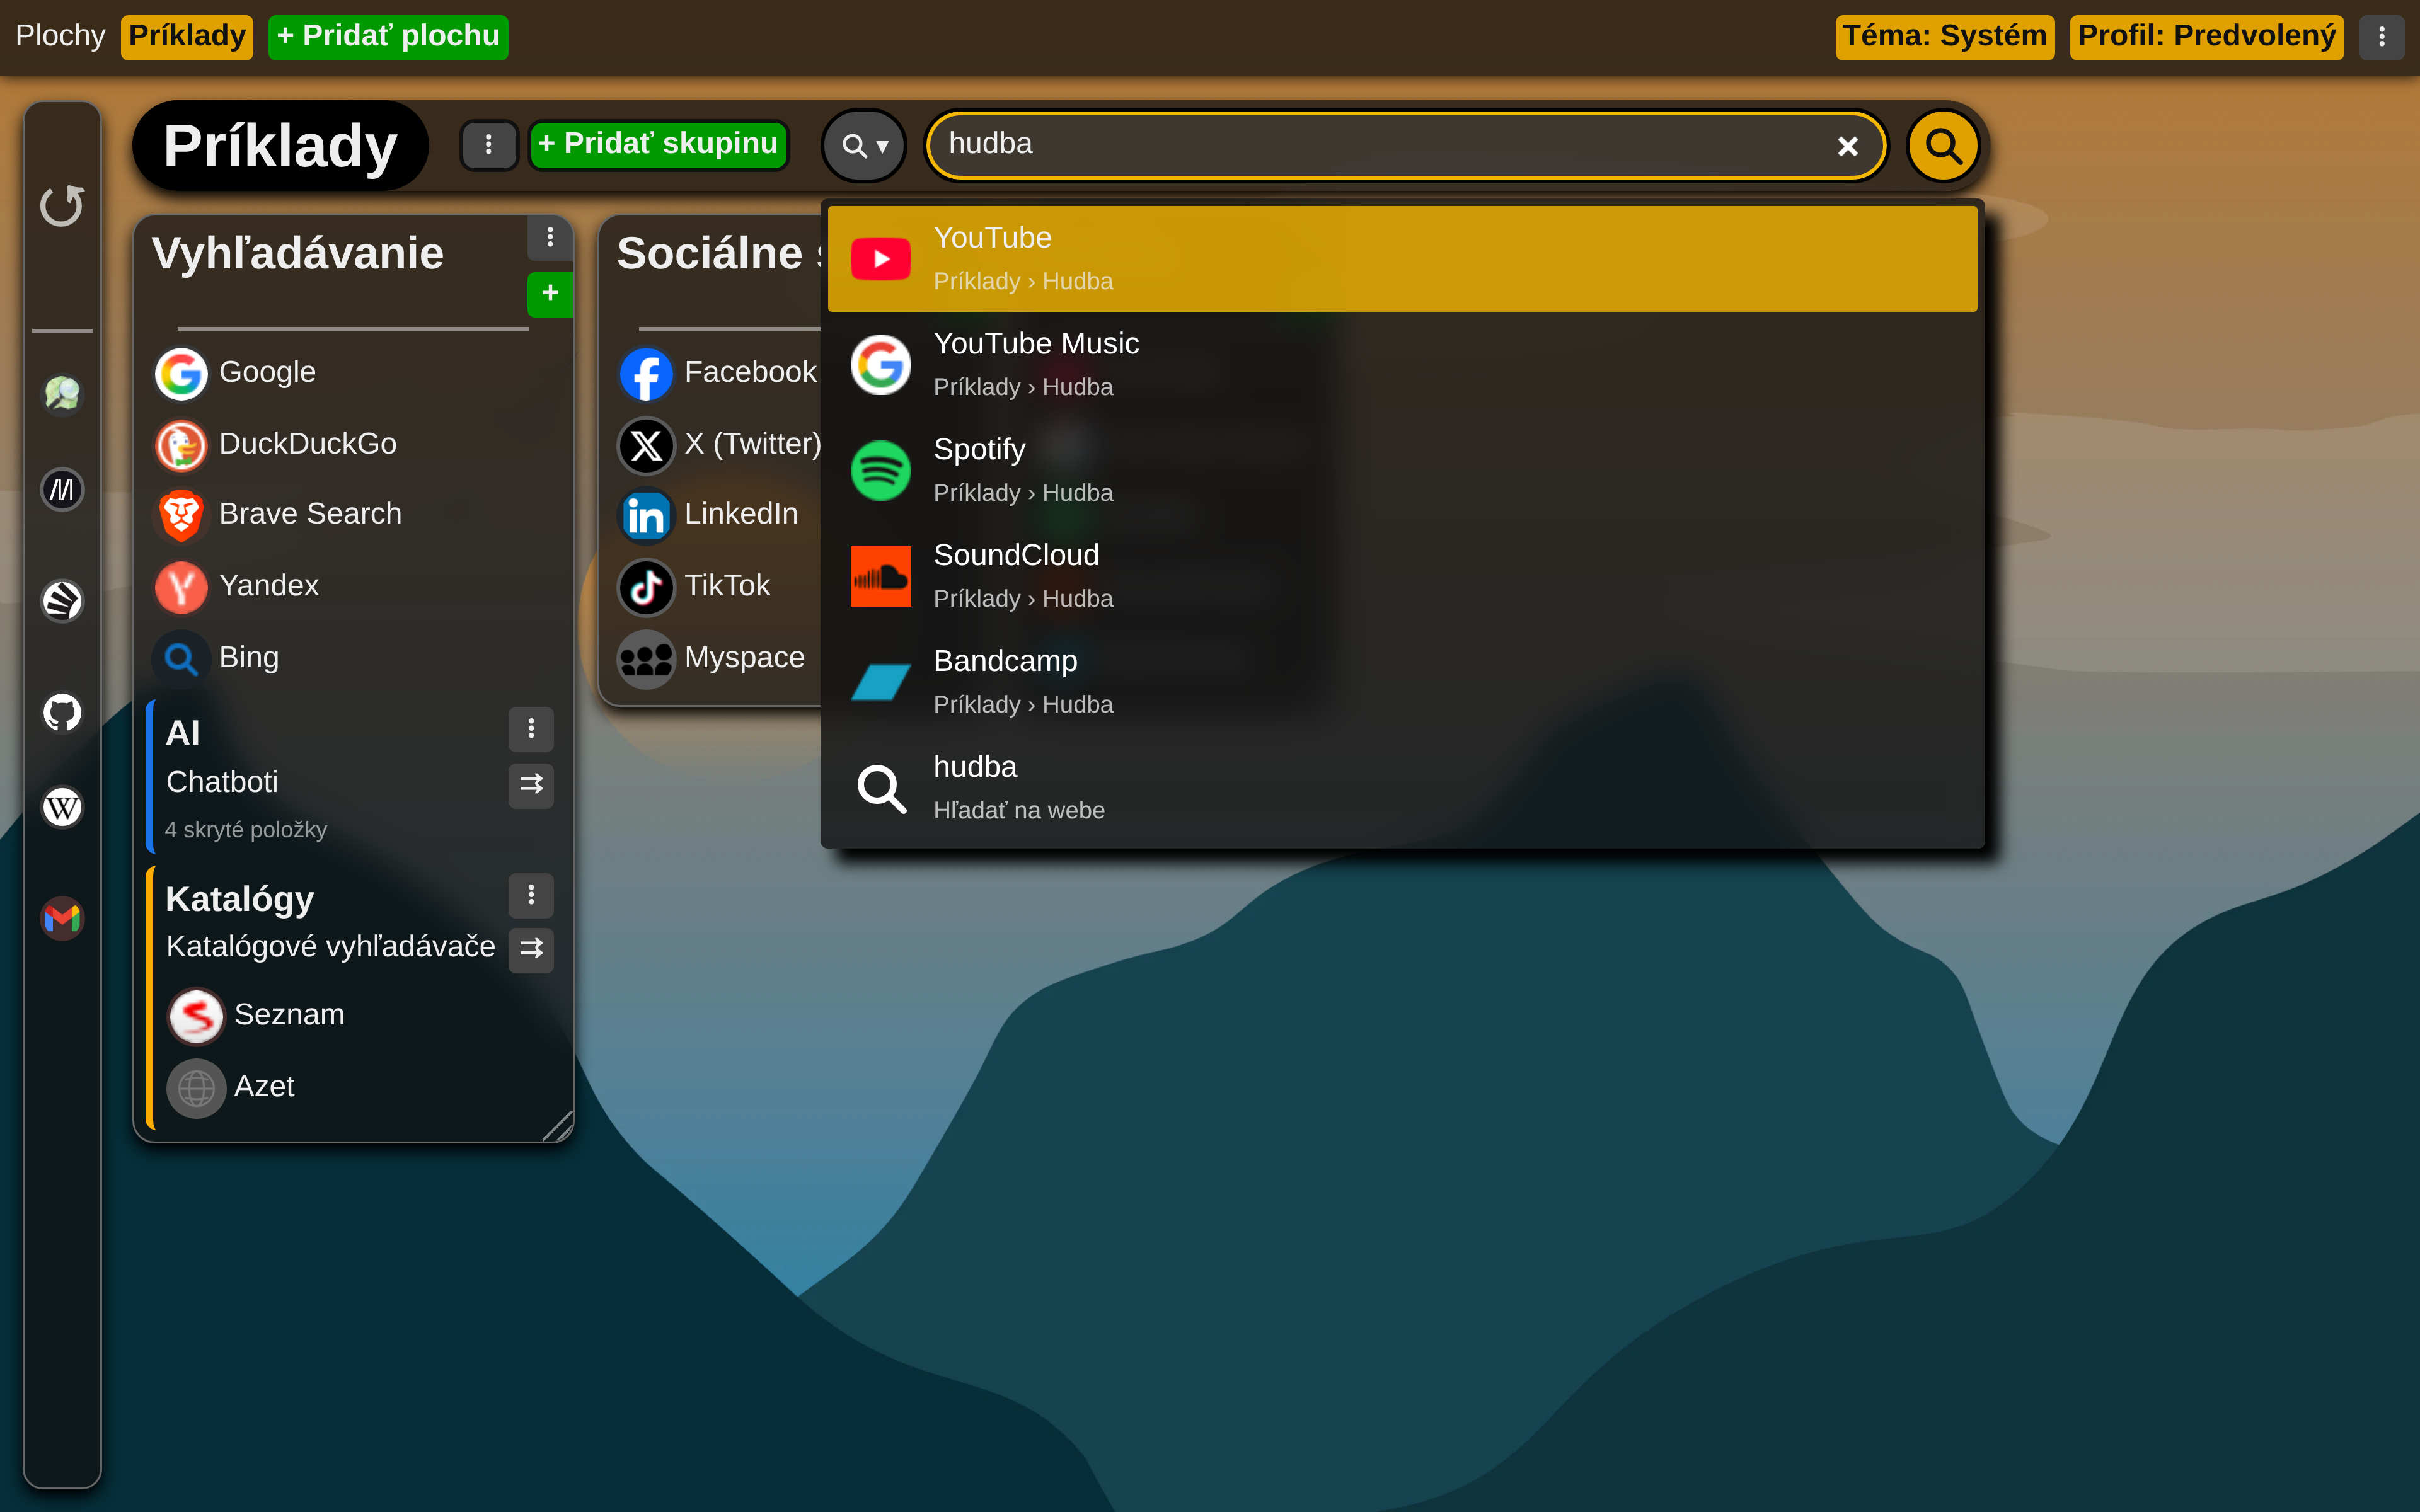 Plochy Príklady + Pridať plochu Téma: Systém Profil: Predvolený
Príklady + Pridať skupinu hudba
Vyhľadávanie
Google
DuckDuckGo
Brave Search
Yandex
Bing
AI
Chatboti
4 skryté položky
Katalógy
Katalógové vyhľadávače
Seznam
Azet
Sociálne
Facebook
X (Twitter)
LinkedIn
TikTok
Myspace
YouTube
Príklady › Hudba
YouTube Music
Príklady › Hudba
Spotify
Príklady › Hudba
SoundCloud
Príklady › Hudba
Bandcamp
Príklady › Hudba
hudba
Hľadať na webe